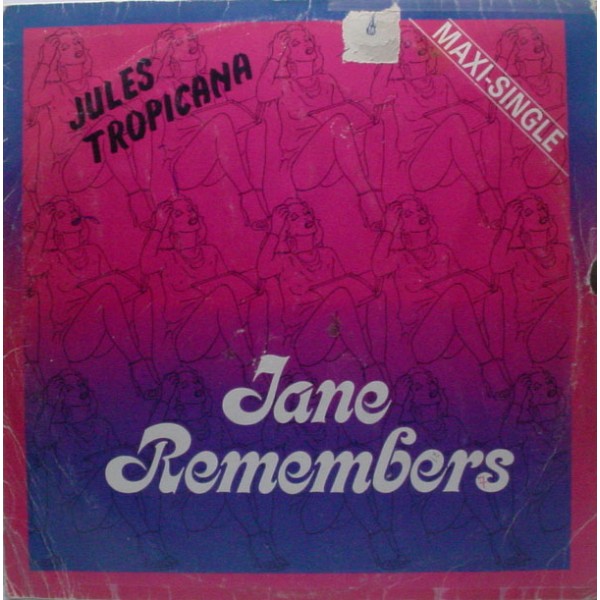 JULES
TROPICANA
MAXI-SINGLE
Jane
Remembers